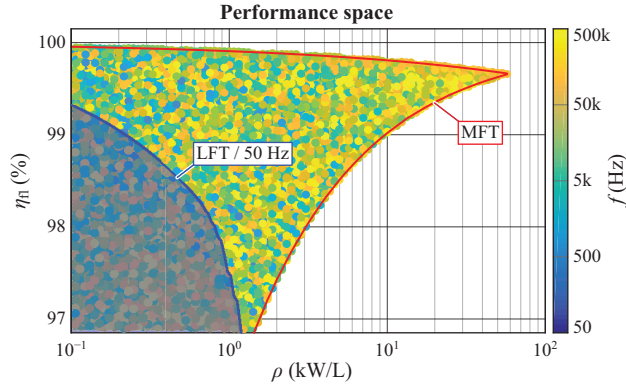 Performance space
100
99
98
97
η_fl (%)
LFT / 50 Hz
MFT
10⁻¹
10⁰
10¹
10²
ρ (kW/L)
500k
50k
5k
500
50
f (Hz)